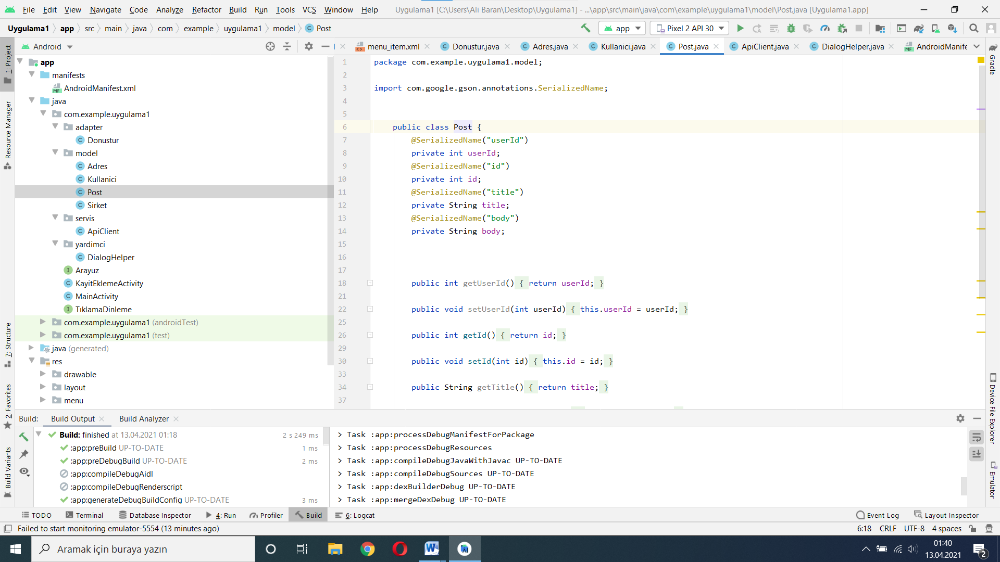 File Edit View Navigate Code Analyze Refactor Build Run Tools VCS Window Help Uygulama1 [C:\Users\Ali Baran\Desktop\Uygulama1] - ...\app\src\main\java\com\example\uygulama1\model\Post.java [Uygulama1.app]
Uygulama1 app src main java com example uygulama1 model Post app Pixel 2 API 30
Android
menu_item.xml Donustur.java Adres.java Kullanici.java Post.java ApiClient.java DialogHelper.java AndroidManife
1: Project
Resource Manager
7: Structure
2: Favorites
Build Variants
app
manifests
AndroidManifest.xml
java
com.example.uygulama1
adapter
Donustur
model
Adres
Kullanici
Post
Sirket
servis
ApiClient
yardimci
DialogHelper
Arayuz
KayitEklemeActivity
MainActivity
TıklamaDinleme
com.example.uygulama1 (androidTest)
com.example.uygulama1 (test)
java (generated)
res
drawable
layout
menu
1 package com.example.uygulama1.model;
2
3 import com.google.gson.annotations.SerializedName;
4
5
6 public class Post {
7 @SerializedName("userId")
8 private int userId;
9 @SerializedName("id")
10 private int id;
11 @SerializedName("title")
12 private String title;
13 @SerializedName("body")
14 private String body;
15
16
17
18 public int getUserId() { return userId; }
21
22 public void setUserId(int userId) { this.userId = userId; }
25
26 public int getId() { return id; }
29
30 public void setId(int id) { this.id = id; }
33
34 public String getTitle() { return title; }
37
Gradle
Device File Explorer
Emulator
Build: Build Output Build Analyzer
Build: finished at 13.04.2021 01:18 2 s 249 ms
:app:preBuild UP-TO-DATE 1 ms
:app:preDebugBuild UP-TO-DATE 2 ms
:app:compileDebugAidl
:app:compileDebugRenderscript
:app:generateDebugBuildConfig UP-TO-DATE 3 ms
> Task :app:processDebugManifestForPackage
> Task :app:processDebugResources
> Task :app:compileDebugJavaWithJavac UP-TO-DATE
> Task :app:compileDebugSources UP-TO-DATE
> Task :app:dexBuilderDebug UP-TO-DATE
> Task :app:mergeDexDebug UP-TO-DATE
TODO Terminal Database Inspector 4: Run Profiler Build 6: Logcat Event Log Layout Inspector
Failed to start monitoring emulator-5554 (13 minutes ago) 6:18 CRLF UTF-8 4 spaces
Aramak için buraya yazın
01:40
13.04.2021
2